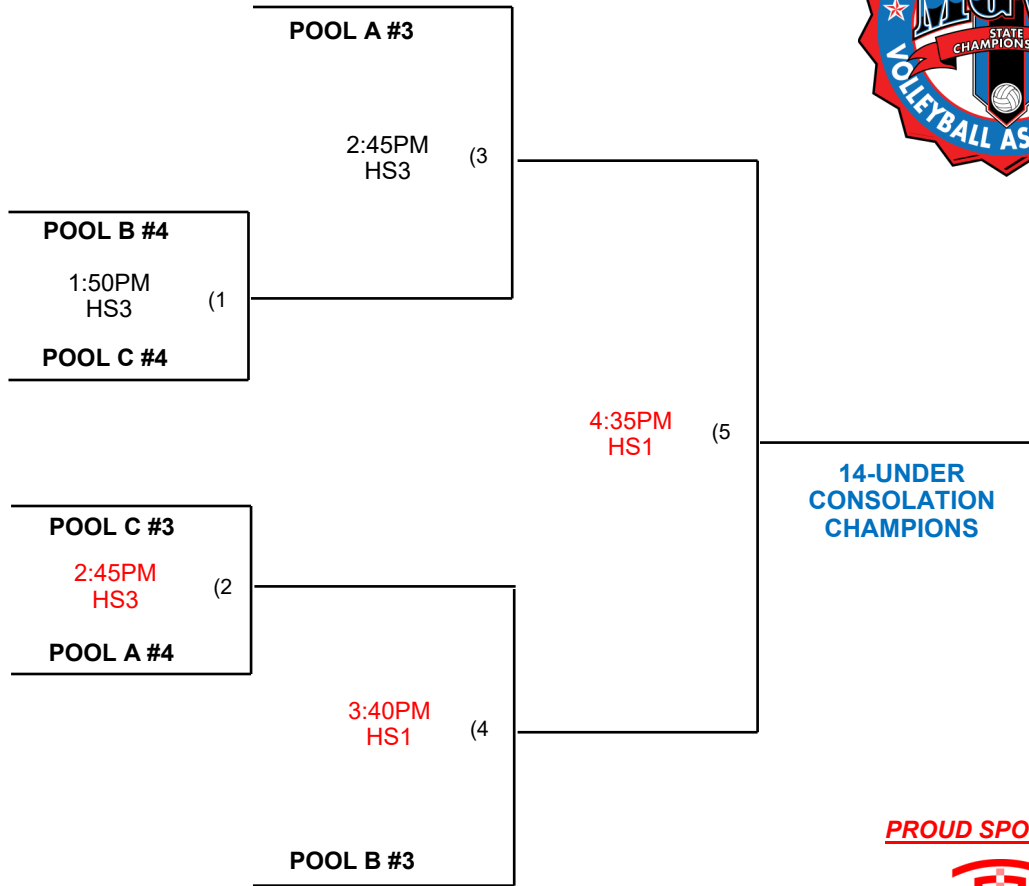 POOL A #3
STATE
2:45PM
HS3
(3
VOLLEYBALL
POOL B #4
1:50PM
HS3
(1
POOL C #4
4:35PM
HS1
(5
14-UNDER
CONSOLATION
CHAMPIONS
POOL C #3
2:45PM
HS3
(2
POOL A #4
3:40PM
HS1
(4
POOL B #3
PROUD